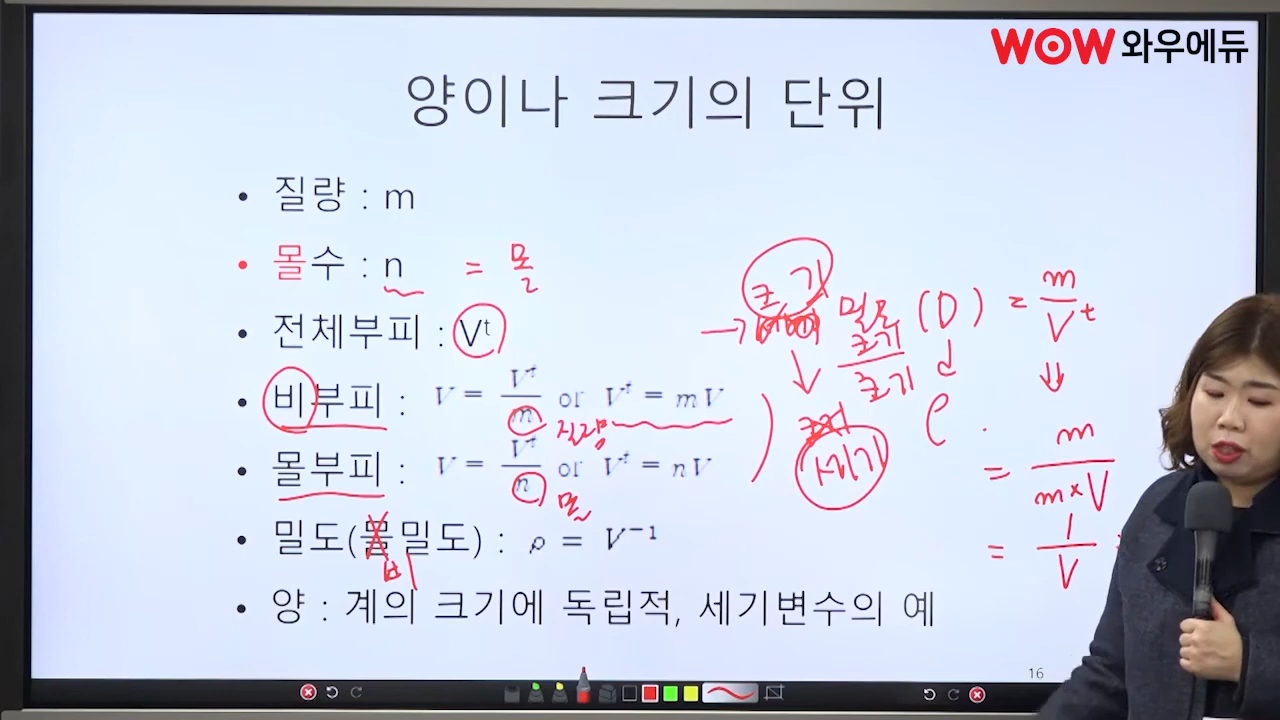 WOW 와우에듀
양이나 크기의 단위
• 질량 : m
• 몰수 : n = 몰
• 전체부피 : Vᵗ
• 비부피 : V = Vᵗ/m or Vᵗ = mV
질량
• 몰부피 : V = Vᵗ/n or Vᵗ = nV
몰
• 밀도(몰밀도) : ρ = V⁻¹
비
• 양 : 계의 크기에 독립적, 세기변수의 예
크기
→ 밀도 (D) = m/Vᵗ
↓ 크기/크기 d ⇓
세기 ρ = m/m×V
= 1/V
16